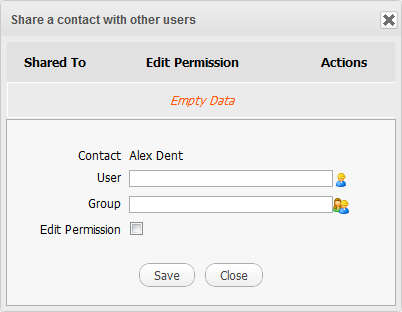 Share a contact with other users
Shared To Edit Permission Actions
Empty Data
Contact Alex Dent
User
Group
Edit Permission
Save Close